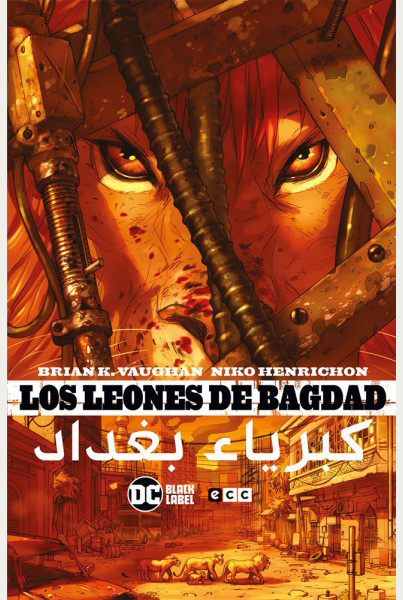 BRIAN K. VAUGHAN NIKO HENRICHON
LOS LEONES DE BAGDAD
كبرياء بغداد
DC BLACK LABEL ecc